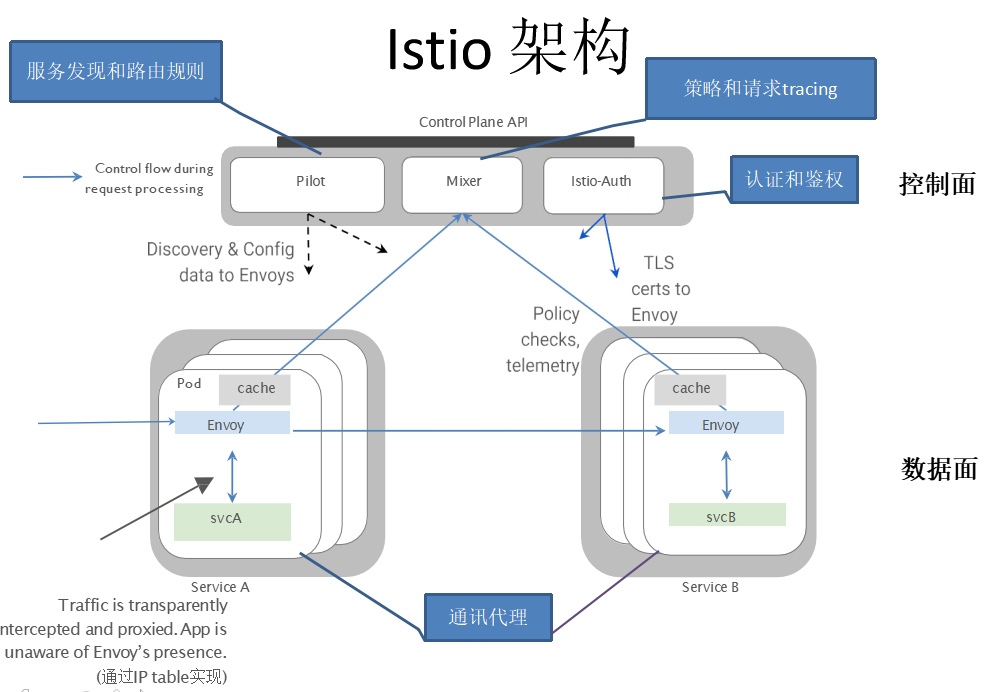 Istio 架构
服务发现和路由规则
策略和请求tracing
Control Plane API
Control flow during
request processing
Pilot
Mixer
Istio-Auth
认证和鉴权
控制面
Discovery & Config
data to Envoys
TLS
certs to
Envoy
Policy
checks,
telemetry
Pod
cache
Envoy
svcA
Service A
cache
Envoy
svcB
Service B
数据面
通讯代理
Traffic is transparently
ntercepted and proxied. App is
unaware of Envoy's presence.
(通过IP table实现)